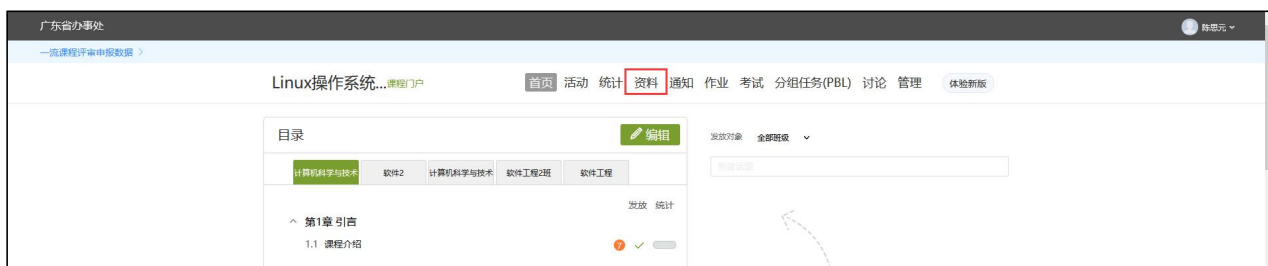 广东省办事处
陈思元
一流课程评审申报数据 >
Linux操作系统...课程门户 首页 活动 统计 资料 通知 作业 考试 分组任务(PBL) 讨论 管理 体验新版
目录 编辑
发放对象 全部班级
计算机科学与技术 软件2 计算机科学与技术 软件工程2班 软件工程
发放 统计
第1章 引言
1.1 课程介绍 7